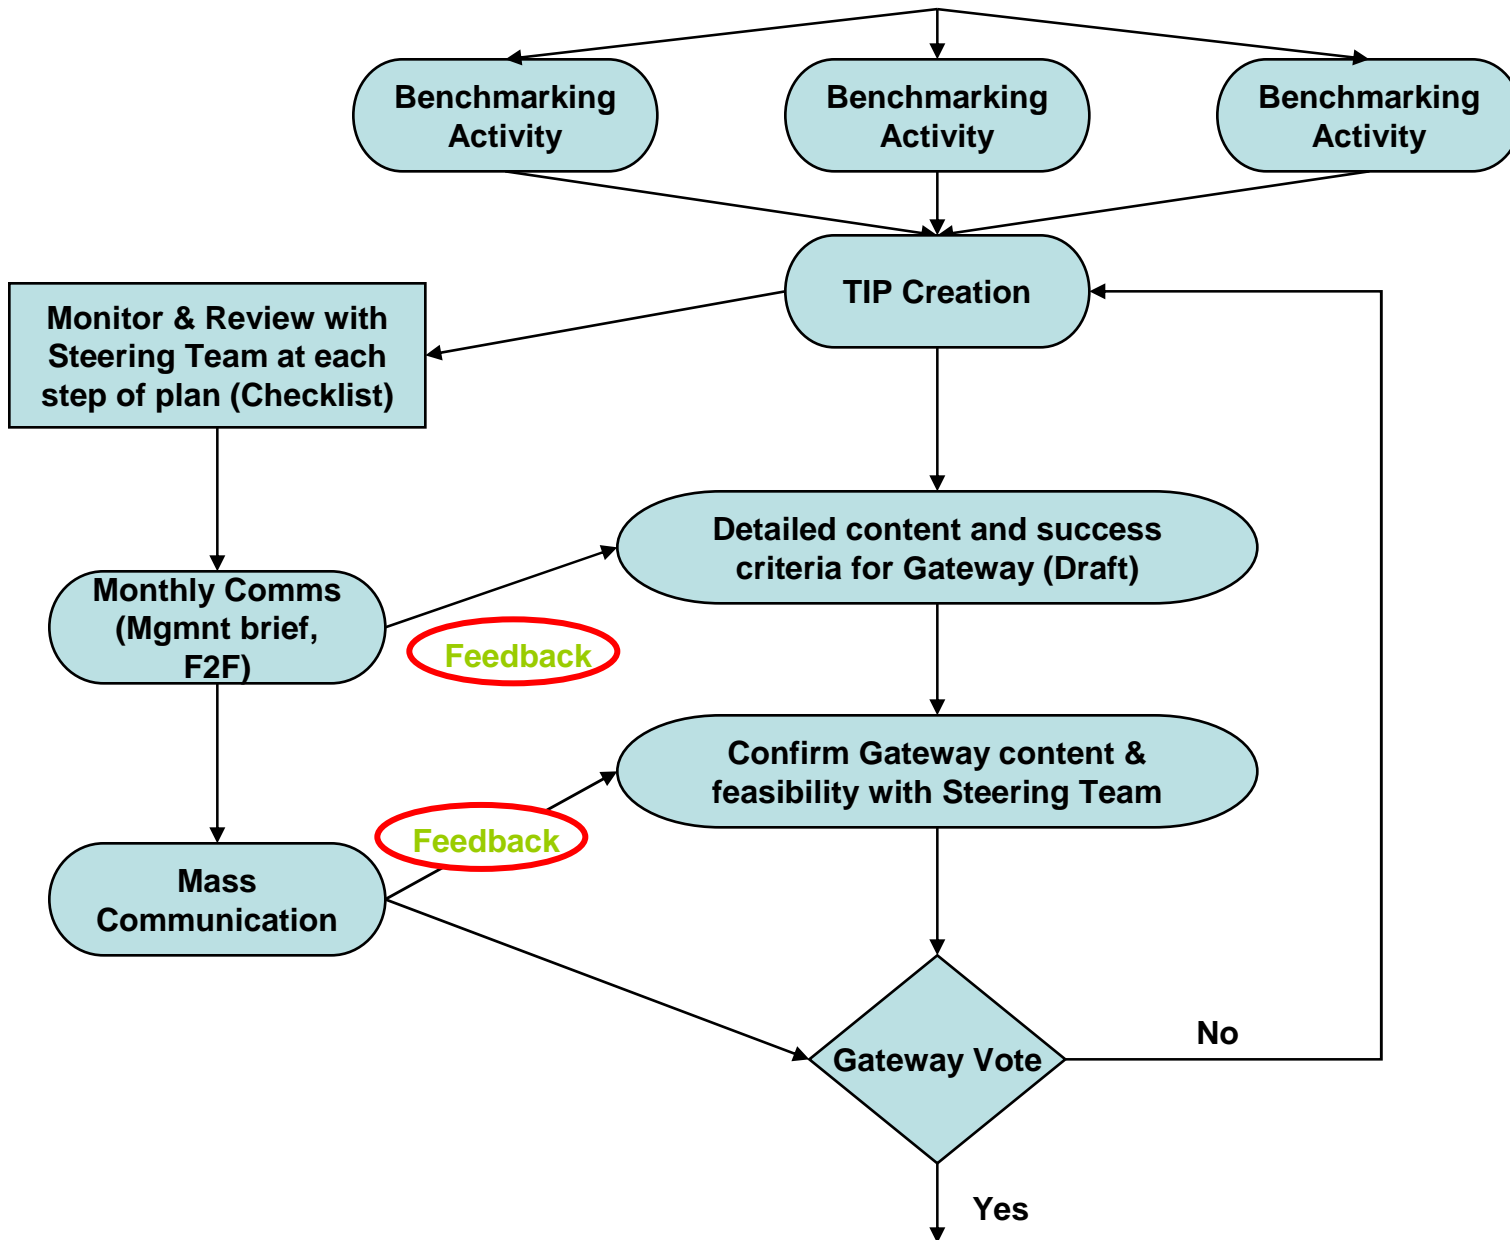 Benchmarking
Activity
Benchmarking
Activity
Benchmarking
Activity
TIP Creation
Monitor & Review with
Steering Team at each
step of plan (Checklist)
Detailed content and success
criteria for Gateway (Draft)
Monthly Comms
(Mgmnt brief,
F2F)
Feedback
Confirm Gateway content &
feasibility with Steering Team
Feedback
Mass
Communication
Gateway Vote
No
Yes